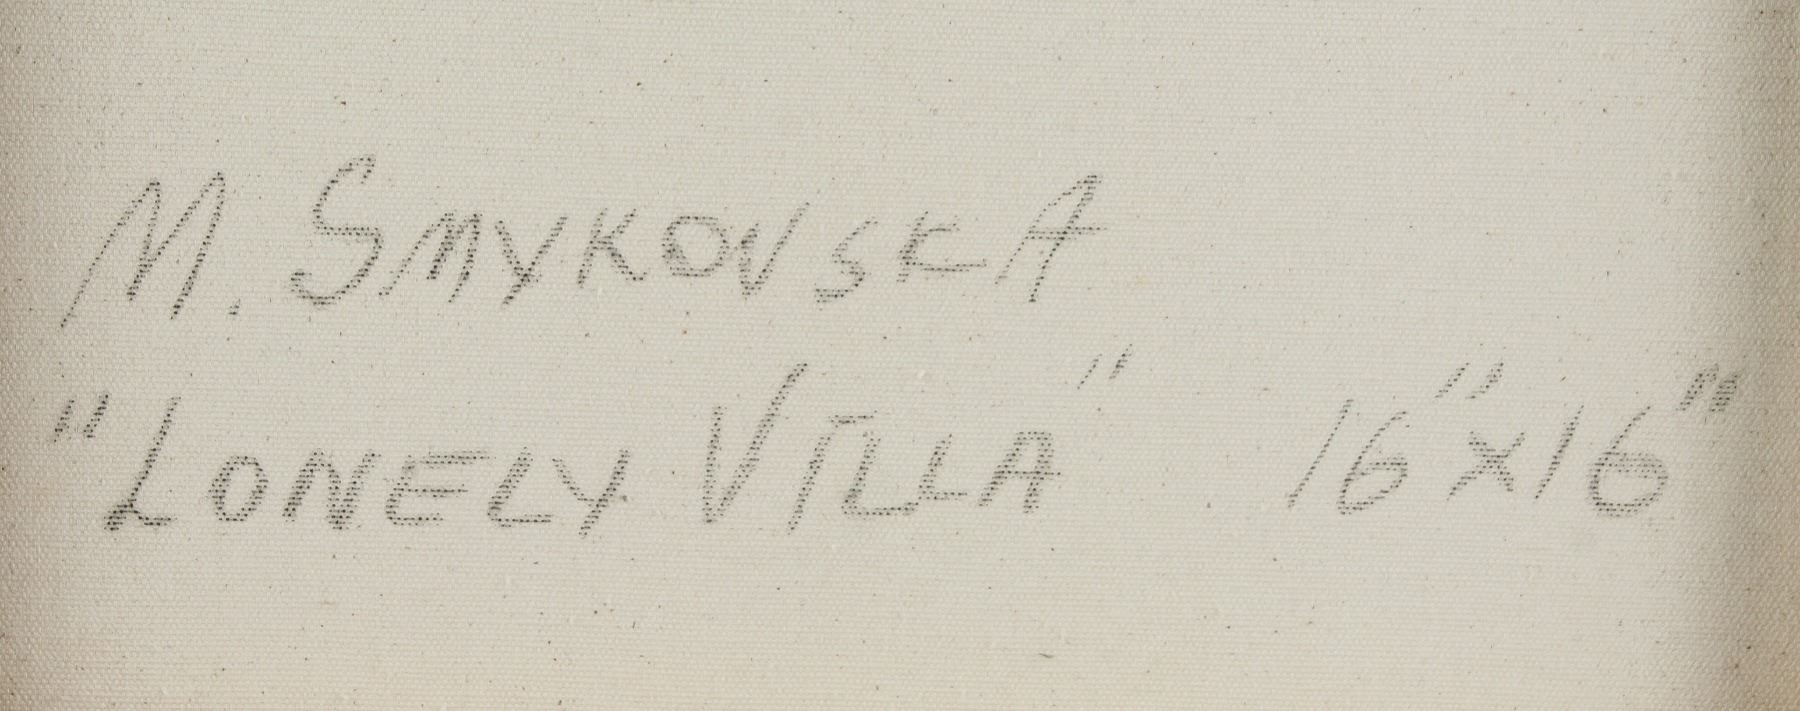 M. SMYKOVSKA
"LONELY VILLA" 16"x16"